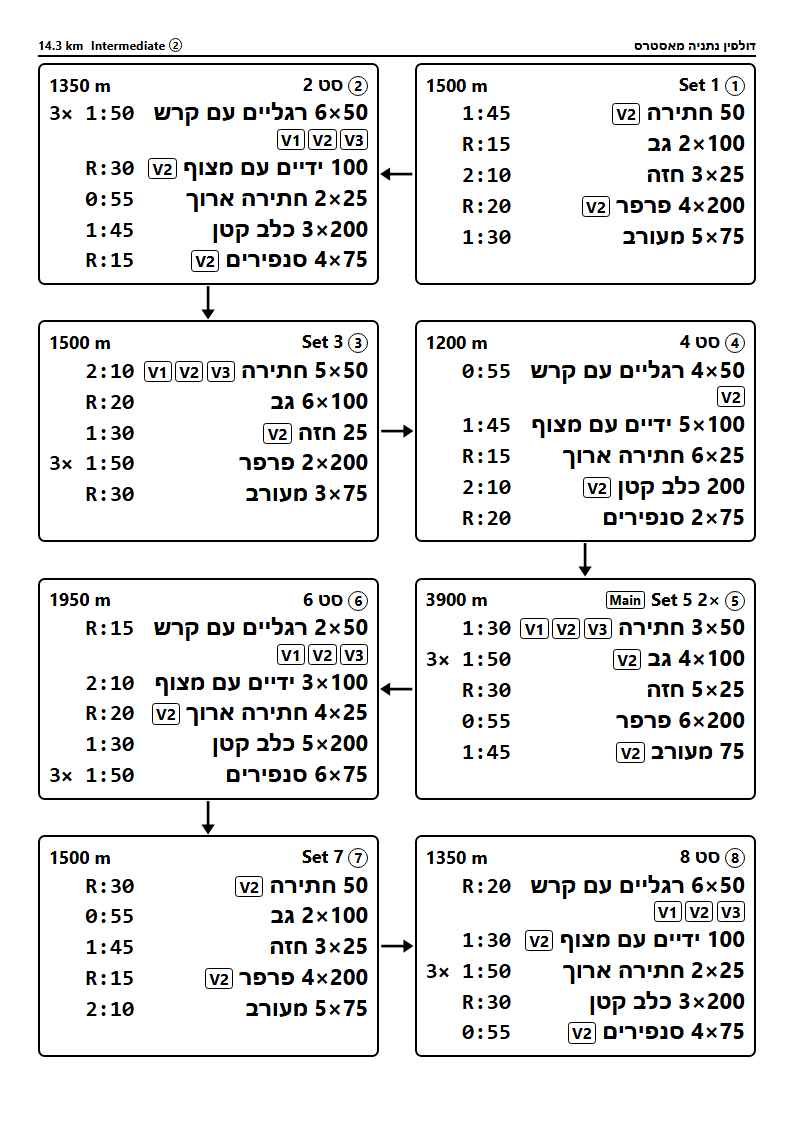 דולפין נתניה מאסטרס
14.3 km Intermediate ②
① Set 1 1500 m
50 חתירה V2 1:45
2×100 גב R:15
3×25 חזה 2:10
4×200 פרפר V2 R:20
5×75 מעורב 1:30
② סט 2 1350 m
6×50 רגליים עם קרש 3× 1:50
V1 V2 V3
100 ידיים עם מצוף V2 R:30
2×25 חתירה ארוך 0:55
3×200 כלב קטן 1:45
4×75 סנפירים V2 R:15
③ Set 3 1500 m
5×50 חתירה V1 V2 V3 2:10
6×100 גב R:20
25 חזה V2 1:30
2×200 פרפר 3× 1:50
3×75 מעורב R:30
④ סט 4 1200 m
4×50 רגליים עם קרש 0:55
V2
5×100 ידיים עם מצוף 1:45
6×25 חתירה ארוך R:15
200 כלב קטן V2 2:10
2×75 סנפירים R:20
⑤ Set 5 2× Main 3900 m
3×50 חתירה V1 V2 V3 1:30
4×100 גב V2 3× 1:50
5×25 חזה R:30
6×200 פרפר 0:55
75 מעורב V2 1:45
⑥ סט 6 1950 m
2×50 רגליים עם קרש R:15
V1 V2 V3
3×100 ידיים עם מצוף 2:10
4×25 חתירה ארוך V2 R:20
5×200 כלב קטן 1:30
6×75 סנפירים 3× 1:50
⑦ Set 7 1500 m
50 חתירה V2 R:30
2×100 גב 0:55
3×25 חזה 1:45
4×200 פרפר V2 R:15
5×75 מעורב 2:10
⑧ סט 8 1350 m
6×50 רגליים עם קרש R:20
V1 V2 V3
100 ידיים עם מצוף V2 1:30
2×25 חתירה ארוך 3× 1:50
3×200 כלב קטן R:30
4×75 סנפירים V2 0:55